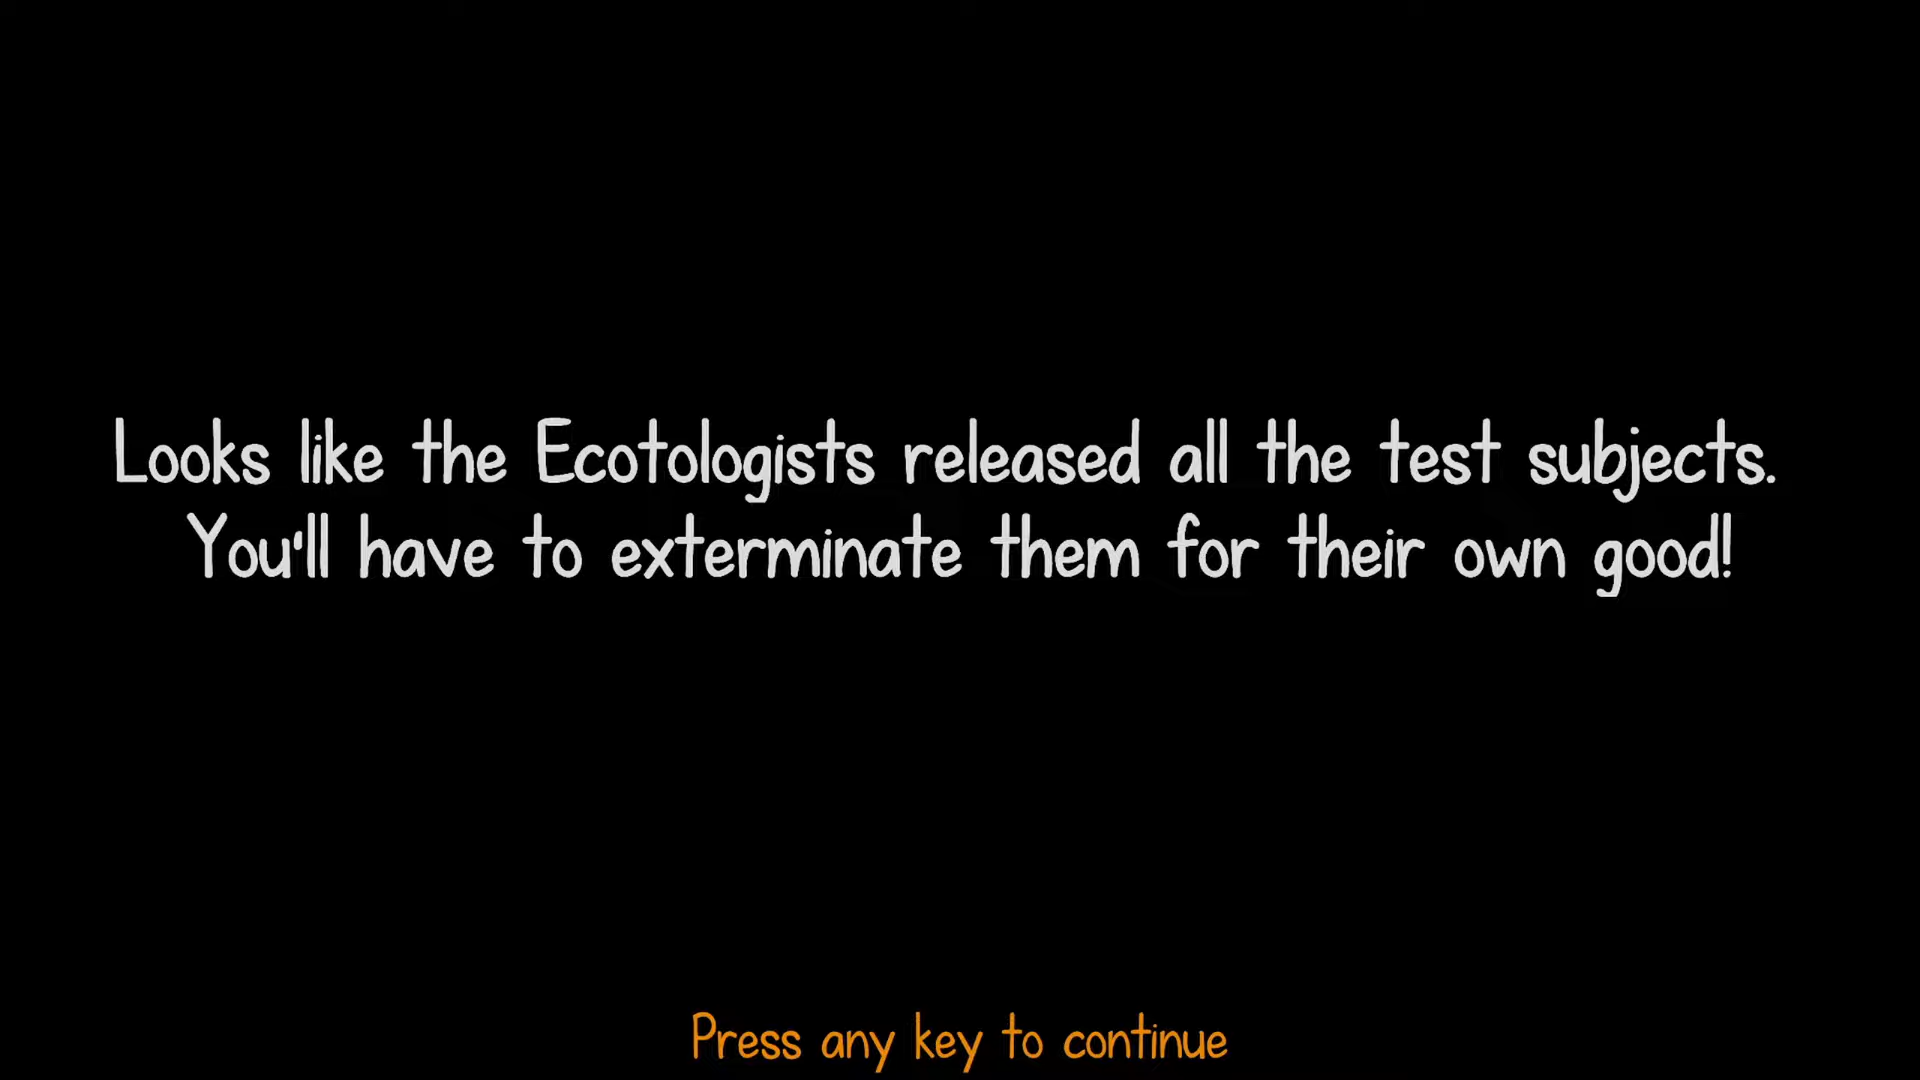 Looks like the Ecotologists released all the test subjects.
You'll have to exterminate them for their own good!
Press any key to continue